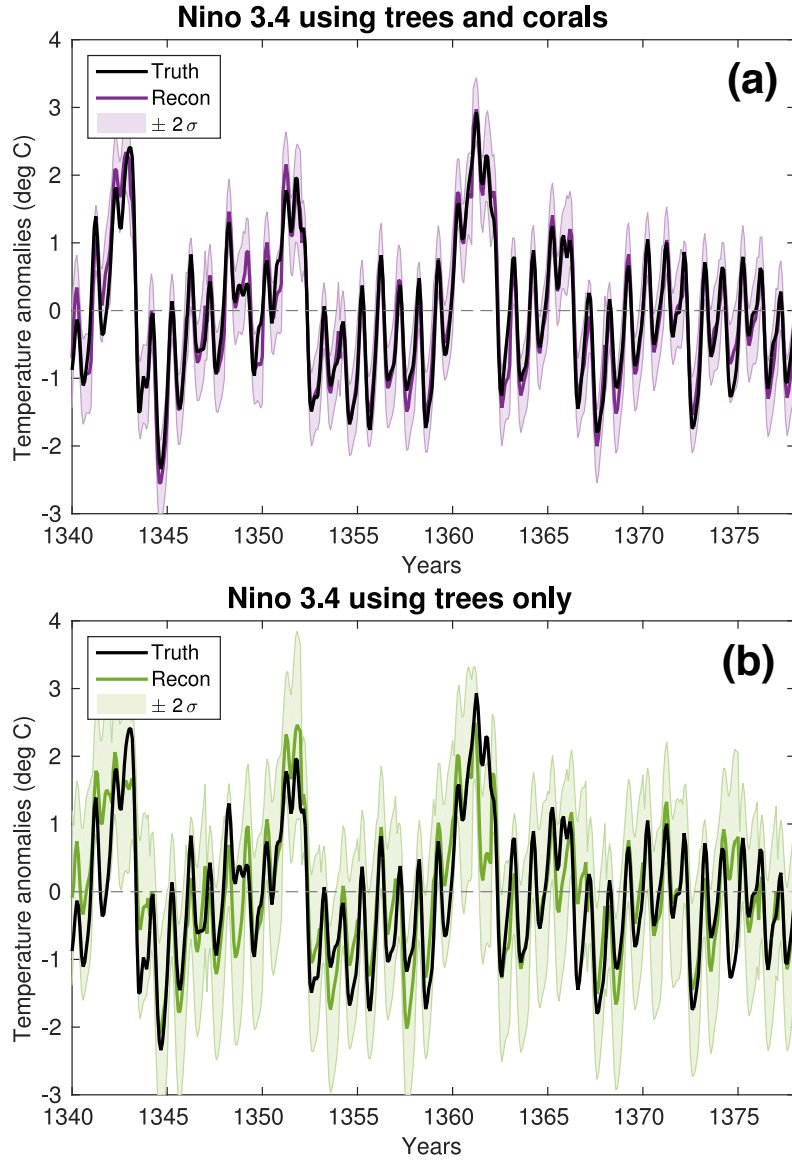 Nino 3.4 using trees and corals
(a)
Truth
Recon
± 2 σ
Temperature anomalies (deg C)
4
3
2
1
0
-1
-2
-3
1340 1345 1350 1355 1360 1365 1370 1375
Years
Nino 3.4 using trees only
(b)
Truth
Recon
± 2 σ
Temperature anomalies (deg C)
4
3
2
1
0
-1
-2
-3
1340 1345 1350 1355 1360 1365 1370 1375
Years